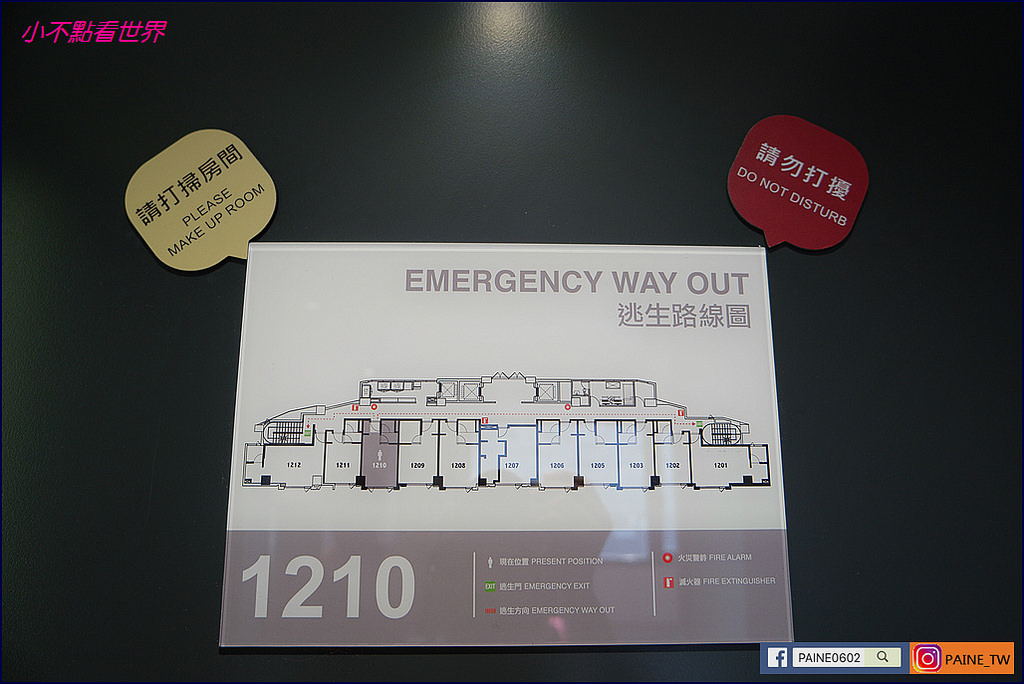 小不點看世界
請打掃房間
PLEASE
MAKE UP ROOM
請勿打擾
DO NOT DISTURB
EMERGENCY WAY OUT
逃生路線圖
1212
1211
1210
1209
1208
1207
1206
1205
1203
1202
1201
1210
現在位置 PRESENT POSITION
EXIT 逃生門 EMERGENCY EXIT
逃生方向 EMERGENCY WAY OUT
火災警鈴 FIRE ALARM
滅火器 FIRE EXTINGUISHER
PAINE0602
PAINE_TW